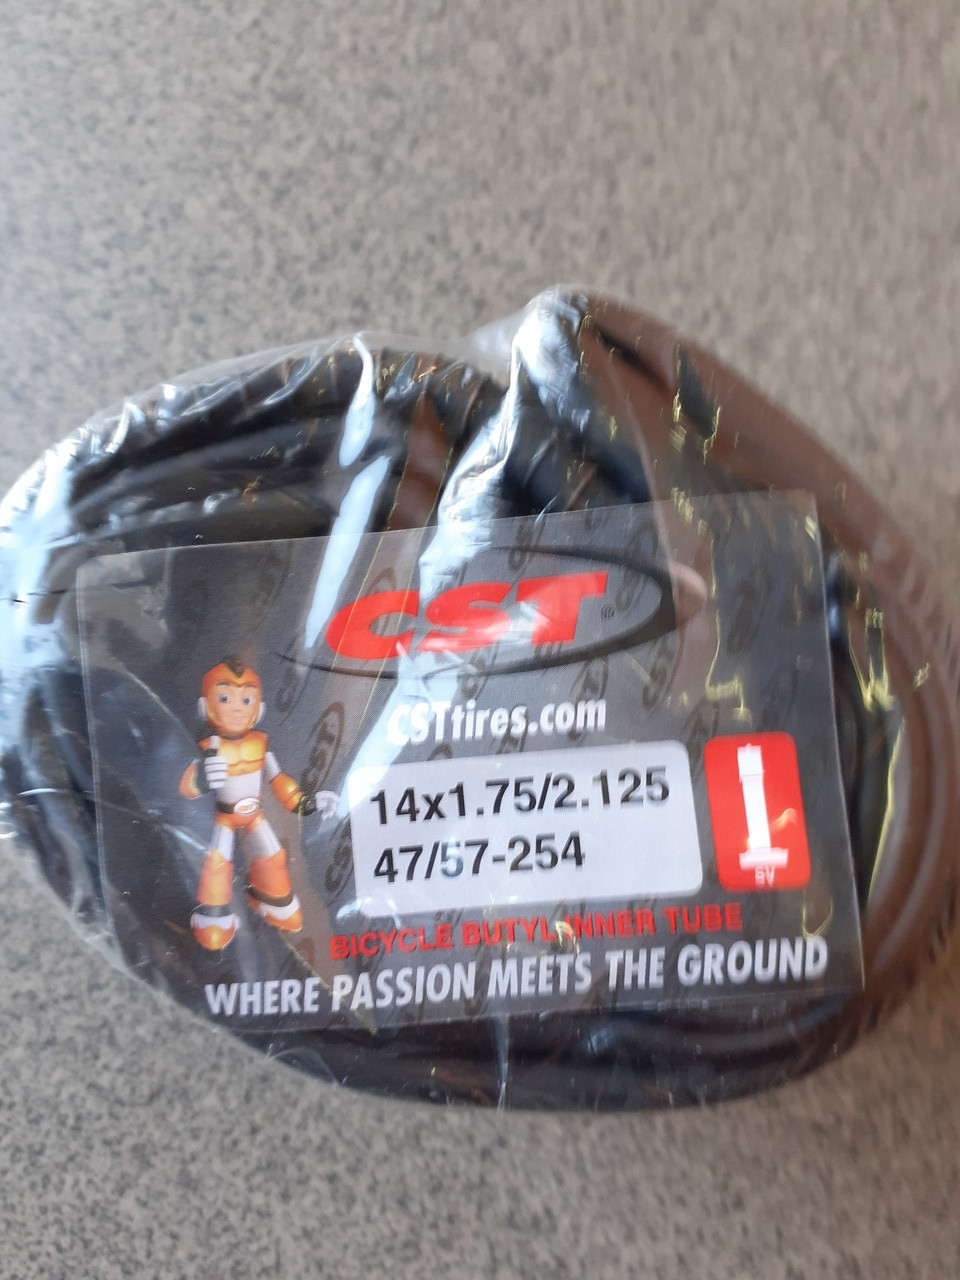 CST®
CSTtires.com
14x1.75/2.125
47/57-254
SV
BICYCLE BUTYL INNER TUBE
WHERE PASSION MEETS THE GROUND